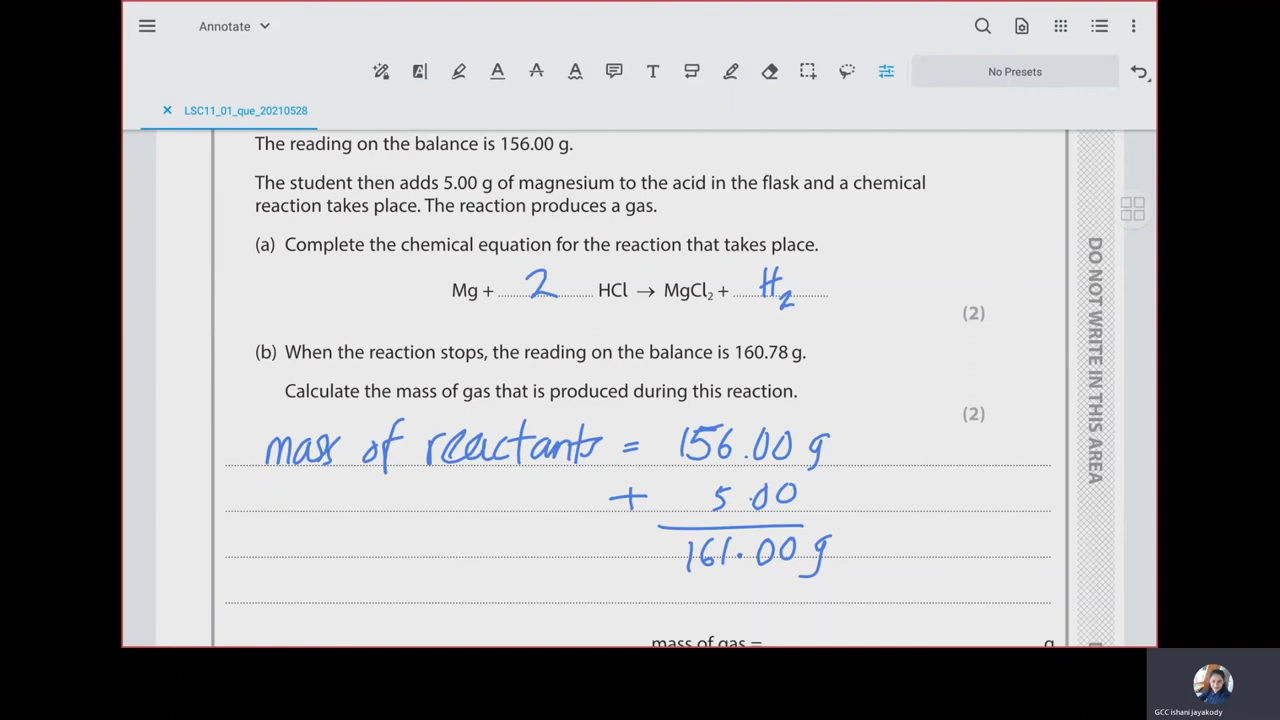 Annotate
No Presets
LSC11_01_que_20210528
The reading on the balance is 156.00 g.
The student then adds 5.00 g of magnesium to the acid in the flask and a chemical
reaction takes place. The reaction produces a gas.
(a) Complete the chemical equation for the reaction that takes place.
Mg + 2 HCl → MgCl₂ + H₂
(2)
(b) When the reaction stops, the reading on the balance is 160.78 g.
Calculate the mass of gas that is produced during this reaction.
(2)
mass of reactants = 156.00 g
+ 5.00
161.00 g
mass of gas = g
DO NOT WRITE IN THIS AREA
GCC ishani jayakody